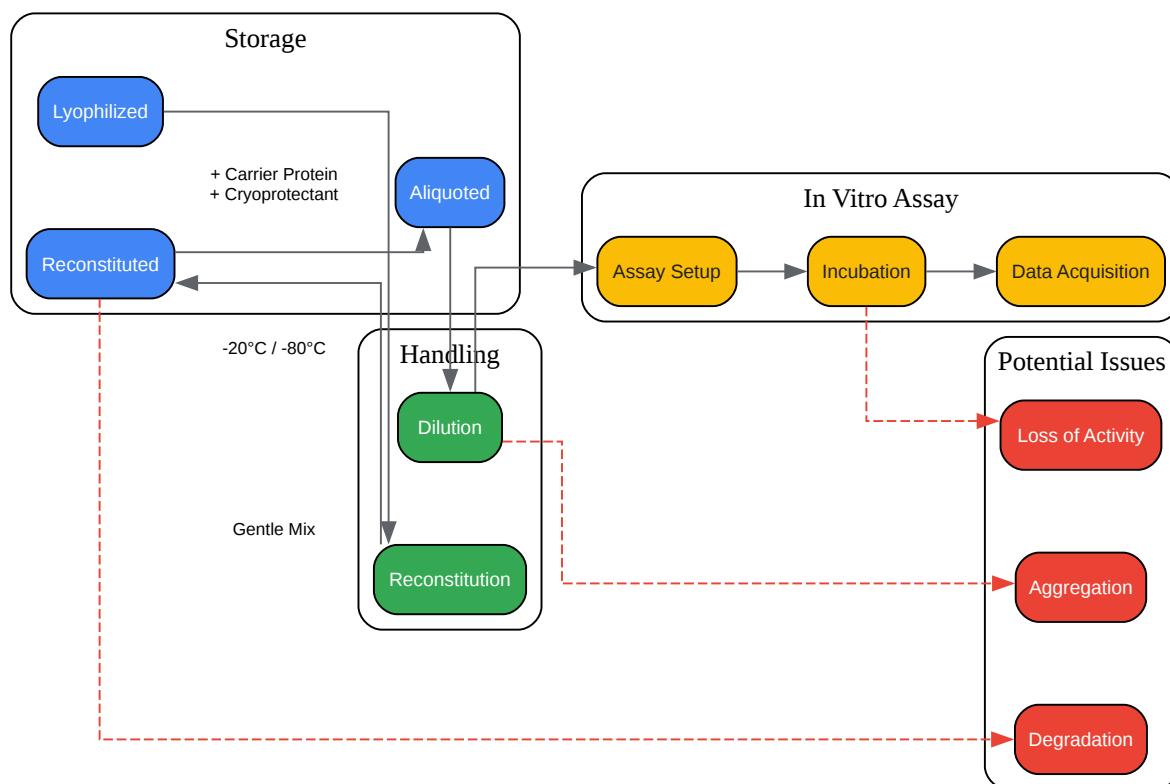 Storage
Lyophilized
+ Carrier Protein
+ Cryoprotectant
Aliquoted
Reconstituted
In Vitro Assay
Assay Setup
Incubation
Data Acquisition
-20°C / -80°C
Handling
Dilution
Gentle Mix
Reconstitution
Potential Issues
Loss of Activity
Aggregation
Degradation